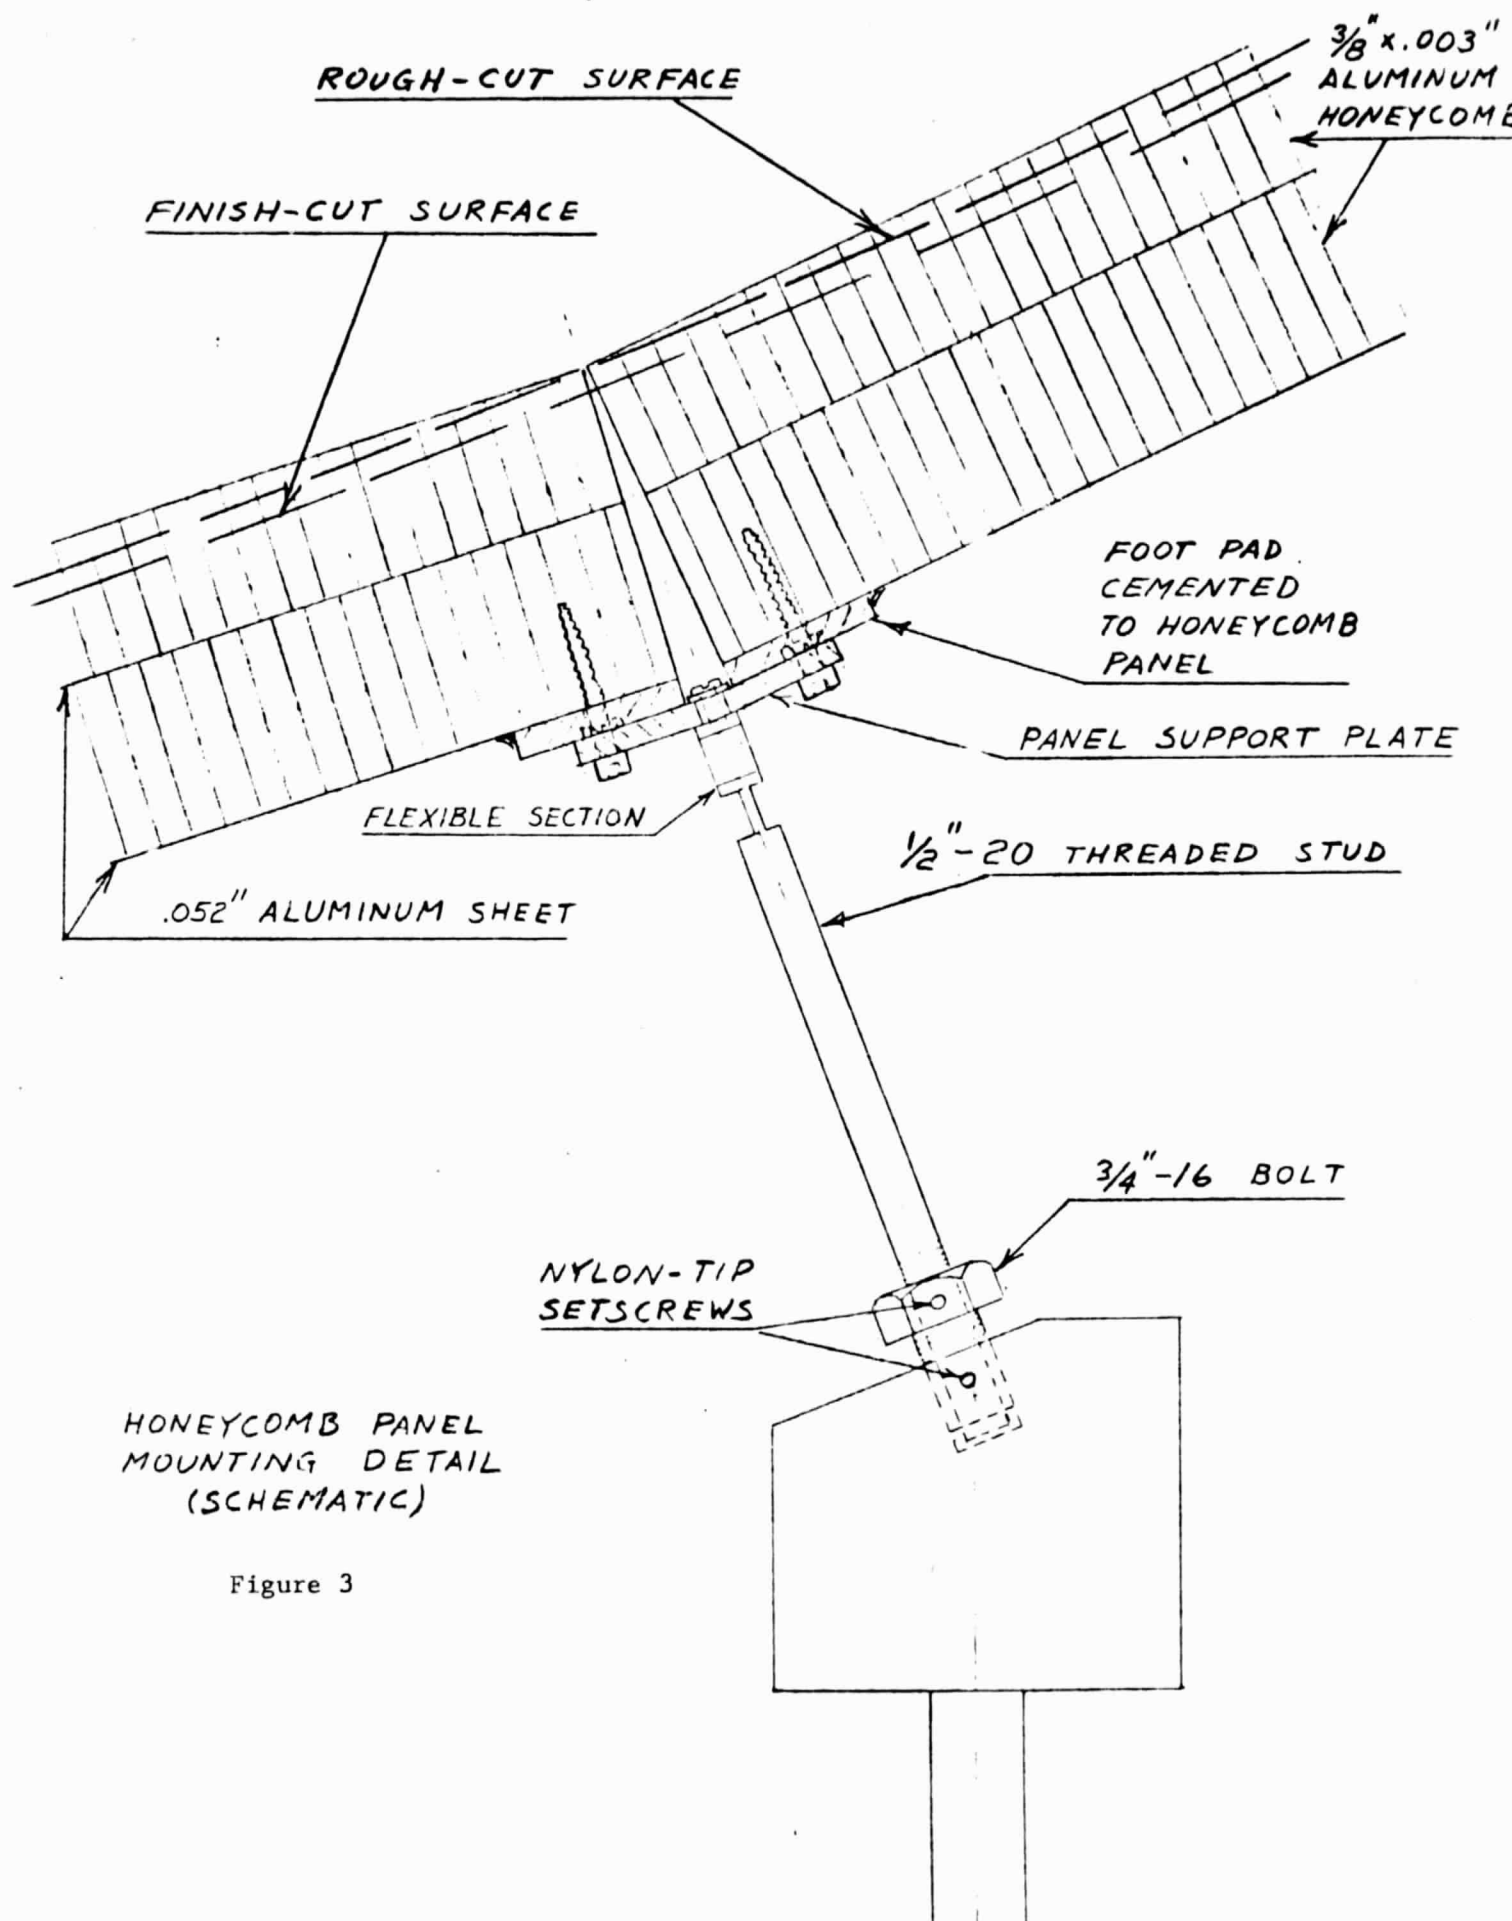 3/8" x .003"
ALUMINUM
HONEYCOMB
ROUGH-CUT SURFACE
FINISH-CUT SURFACE
FOOT PAD
CEMENTED
TO HONEYCOMB
PANEL
PANEL SUPPORT PLATE
FLEXIBLE SECTION
1/2"-20 THREADED STUD
.052" ALUMINUM SHEET
3/4"-16 BOLT
NYLON-TIP
SETSCREWS
HONEYCOMB PANEL
MOUNTING DETAIL
(SCHEMATIC)
Figure 3